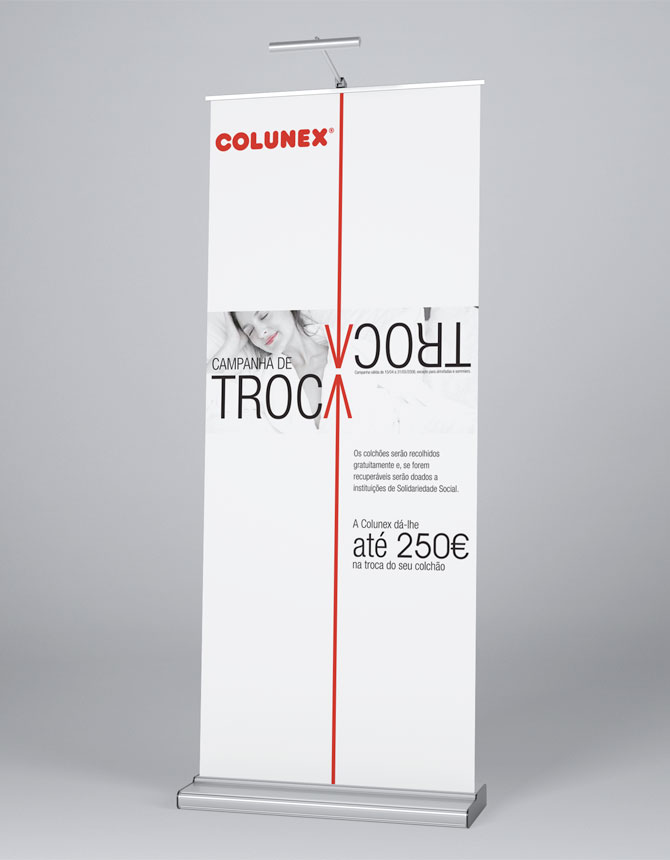 COLUNEX®
CAMPANHA DE
TROCA
TROCA
Os colchões serão recolhidos
gratuitamente e, se forem
recuperáveis serão doados a
instituições de Solidariedade Social.
A Colunex dá-lhe
até 250€
na troca do seu colchão